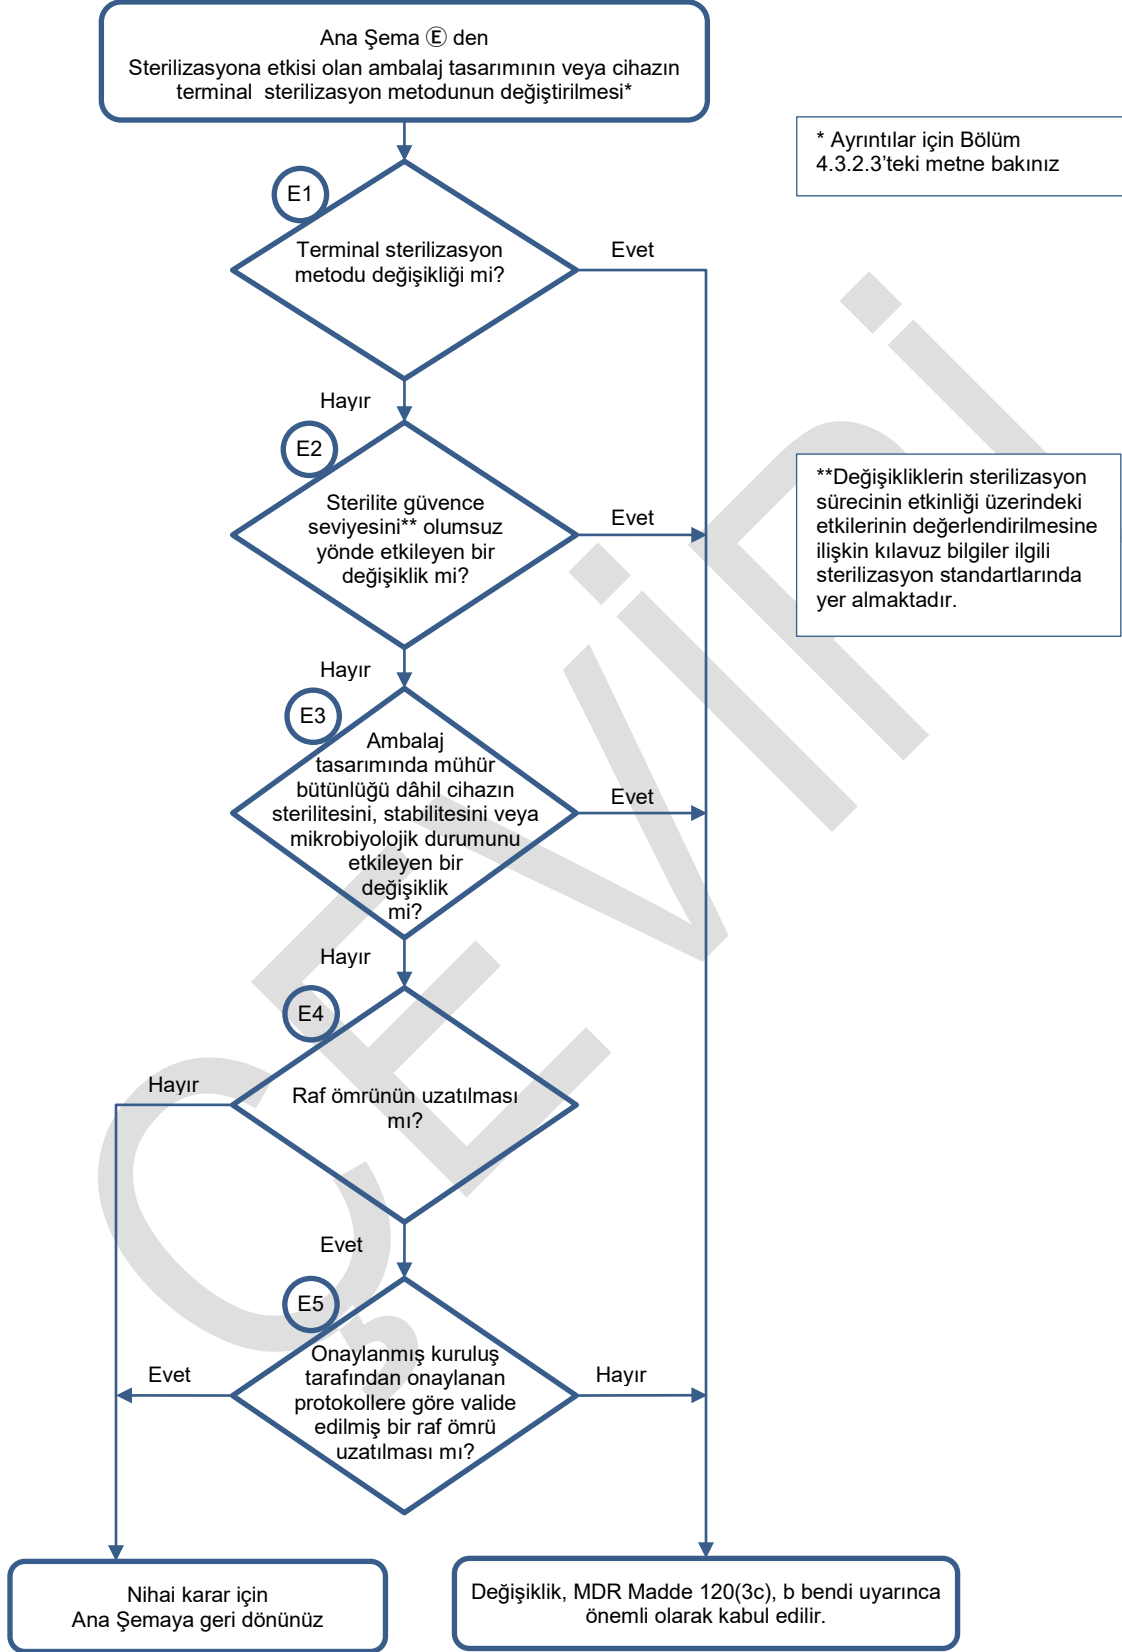 Ana Şema Ⓔ den
Sterilizasyona etkisi olan ambalaj tasarımının veya cihazın
terminal sterilizasyon metodunun değiştirilmesi*
* Ayrıntılar için Bölüm
4.3.2.3’teki metne bakınız
E1
Terminal sterilizasyon
metodu değişikliği mi?
Evet
Hayır
E2
Sterilite güvence
seviyesini** olumsuz
yönde etkileyen bir
değişiklik mi?
Evet
**Değişikliklerin sterilizasyon
sürecinin etkinliği üzerindeki
etkilerinin değerlendirilmesine
ilişkin kılavuz bilgiler ilgili
sterilizasyon standartlarında
yer almaktadır.
Hayır
E3
Ambalaj
tasarımında mühür
bütünlüğü dâhil cihazın
sterilitesini, stabilitesini veya
mikrobiyolojik durumunu
etkileyen bir
değişiklik
mi?
Evet
Hayır
E4
Raf ömrünün uzatılması
mı?
Hayır
Evet
E5
Onaylanmış kuruluş
tarafından onaylanan
protokollere göre valide
edilmiş bir raf ömrü
uzatılması mı?
Evet
Hayır
Nihai karar için
Ana Şemaya geri dönünüz
Değişiklik, MDR Madde 120(3c), b bendi uyarınca
önemli olarak kabul edilir.
ÇEVİRİ